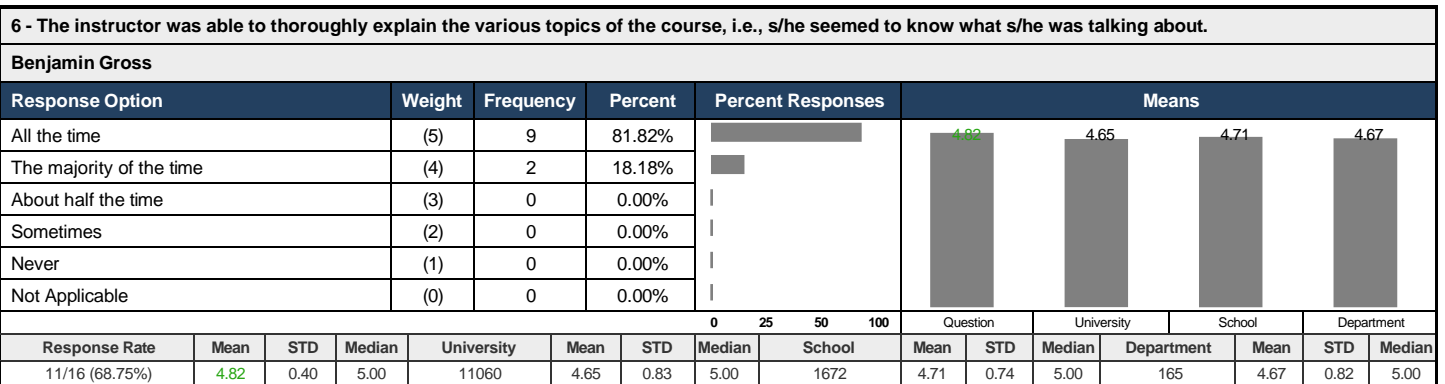 6 - The instructor was able to thoroughly explain the various topics of the course, i.e., s/he seemed to know what s/he was talking about.
Benjamin Gross
Response Option Weight Frequency Percent Percent Responses Means
All the time (5) 9 81.82% 4.82 4.65 4.71 4.67
The majority of the time (4) 2 18.18%
About half the time (3) 0 0.00%
Sometimes (2) 0 0.00%
Never (1) 0 0.00%
Not Applicable (0) 0 0.00%
0 25 50 100 Question University School Department
Response Rate Mean STD Median University Mean STD Median School Mean STD Median Department Mean STD Median
11/16 (68.75%) 4.82 0.40 5.00 11060 4.65 0.83 5.00 1672 4.71 0.74 5.00 165 4.67 0.82 5.00